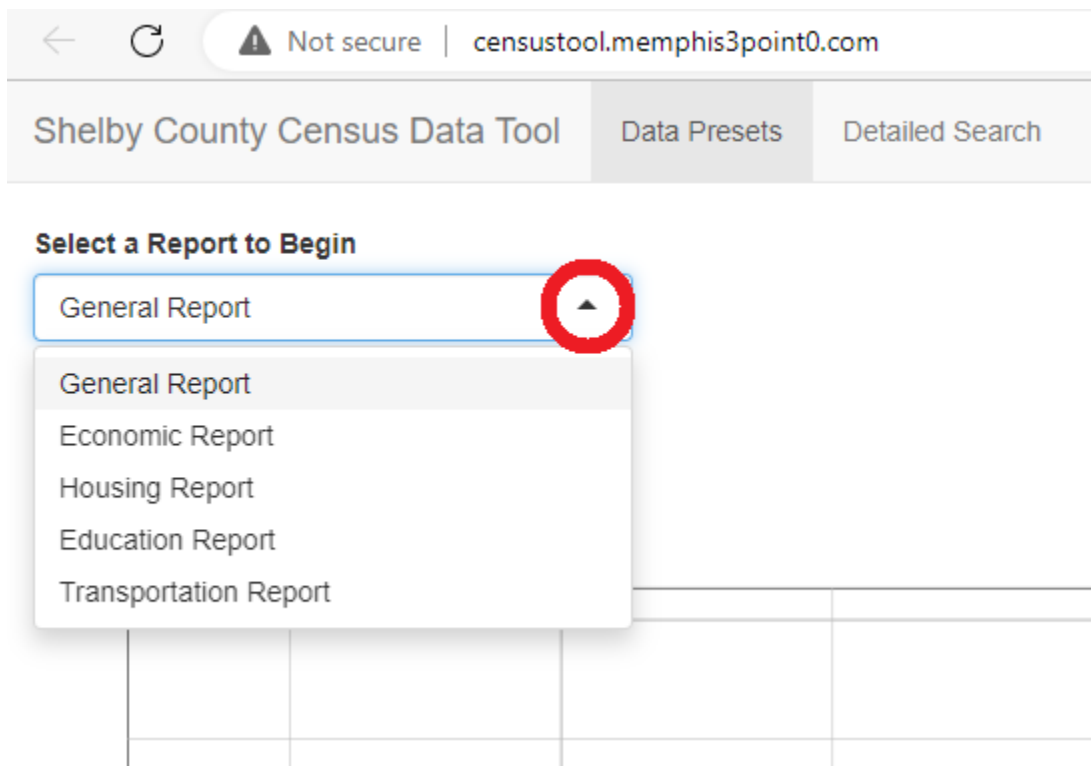 Not secure | censustool.memphis3point0.com
Shelby County Census Data Tool Data Presets Detailed Search
Select a Report to Begin
General Report
General Report
Economic Report
Housing Report
Education Report
Transportation Report